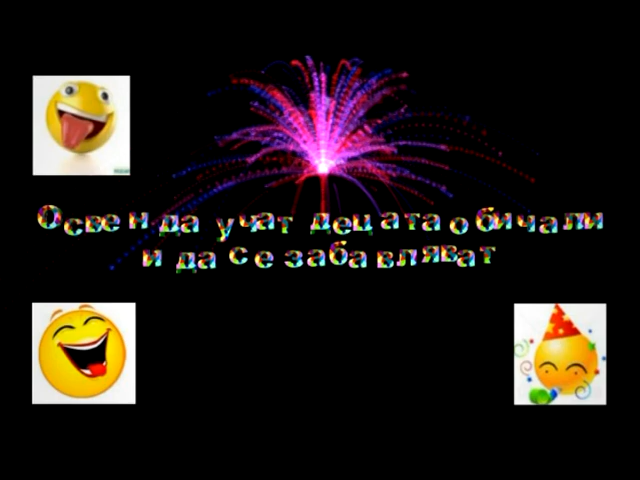 Освен да учат децата обичали
и да се забавляват